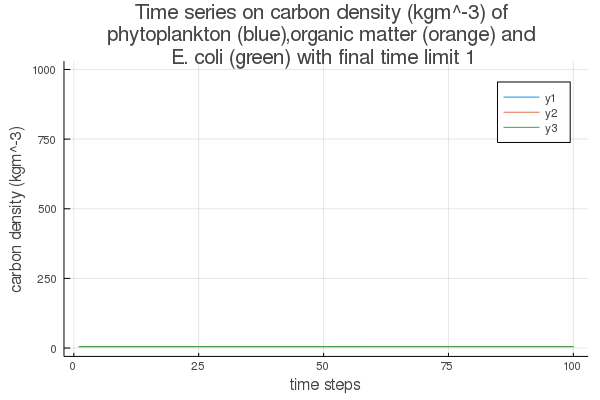 Time series on carbon density (kgm^-3) of
phytoplankton (blue),organic matter (orange) and
E. coli (green) with final time limit 1
1000
750
500
250
0
carbon density (kgm^-3)
y1
y2
y3
0 25 50 75 100
time steps